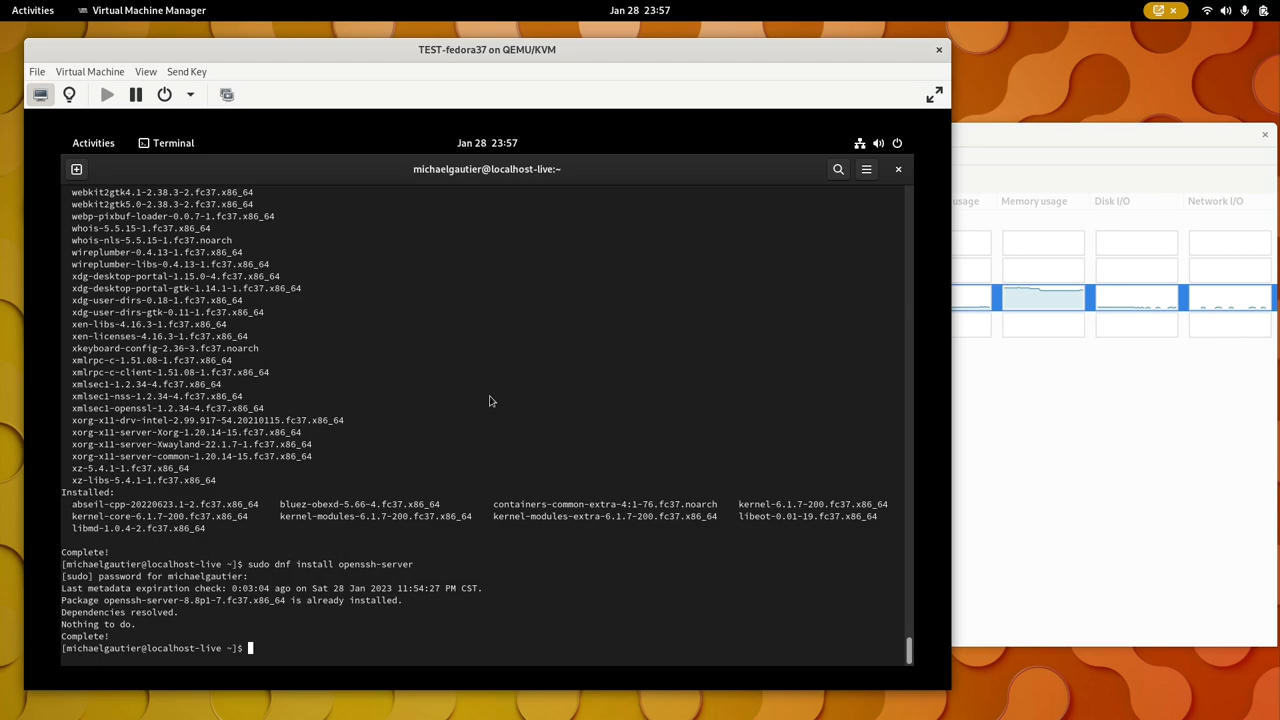 Activities Virtual Machine Manager Jan 28 23:57
TEST-fedora37 on QEMU/KVM
File Virtual Machine View Send Key
Activities Terminal Jan 28 23:57
michaelgautier@localhost-live:~
webkit2gtk4.1-2.38.3-2.fc37.x86_64
webkit2gtk5.0-2.38.3-2.fc37.x86_64
webp-pixbuf-loader-0.0.7-1.fc37.x86_64
whois-5.5.15-1.fc37.x86_64
whois-nls-5.5.15-1.fc37.noarch
wireplumber-0.4.13-1.fc37.x86_64
wireplumber-libs-0.4.13-1.fc37.x86_64
xdg-desktop-portal-1.15.0-4.fc37.x86_64
xdg-desktop-portal-gtk-1.14.1-1.fc37.x86_64
xdg-user-dirs-0.18-1.fc37.x86_64
xdg-user-dirs-gtk-0.11-1.fc37.x86_64
xen-libs-4.16.3-1.fc37.x86_64
xen-licenses-4.16.3-1.fc37.x86_64
xkeyboard-config-2.36-3.fc37.noarch
xmlrpc-c-1.51.08-1.fc37.x86_64
xmlrpc-c-client-1.51.08-1.fc37.x86_64
xmlsec1-1.2.34-4.fc37.x86_64
xmlsec1-nss-1.2.34-4.fc37.x86_64
xmlsec1-openssl-1.2.34-4.fc37.x86_64
xorg-x11-drv-intel-2.99.917-54.20210115.fc37.x86_64
xorg-x11-server-Xorg-1.20.14-15.fc37.x86_64
xorg-x11-server-Xwayland-22.1.7-1.fc37.x86_64
xorg-x11-server-common-1.20.14-15.fc37.x86_64
xz-5.4.1-1.fc37.x86_64
xz-libs-5.4.1-1.fc37.x86_64
Installed:
abseil-cpp-20220623.1-2.fc37.x86_64 bluez-obexd-5.66-4.fc37.x86_64 containers-common-extra-4:1-76.fc37.noarch kernel-6.1.7-200.fc37.x86_64
kernel-core-6.1.7-200.fc37.x86_64 kernel-modules-6.1.7-200.fc37.x86_64 kernel-modules-extra-6.1.7-200.fc37.x86_64 libeot-0.01-19.fc37.x86_64
libmd-1.0.4-2.fc37.x86_64
Complete!
[michaelgautier@localhost-live ~]$ sudo dnf install openssh-server
[sudo] password for michaelgautier:
Last metadata expiration check: 0:03:04 ago on Sat 28 Jan 2023 11:54:27 PM CST.
Package openssh-server-8.8p1-7.fc37.x86_64 is already installed.
Dependencies resolved.
Nothing to do.
Complete!
[michaelgautier@localhost-live ~]$
usage Memory usage Disk I/O Network I/O